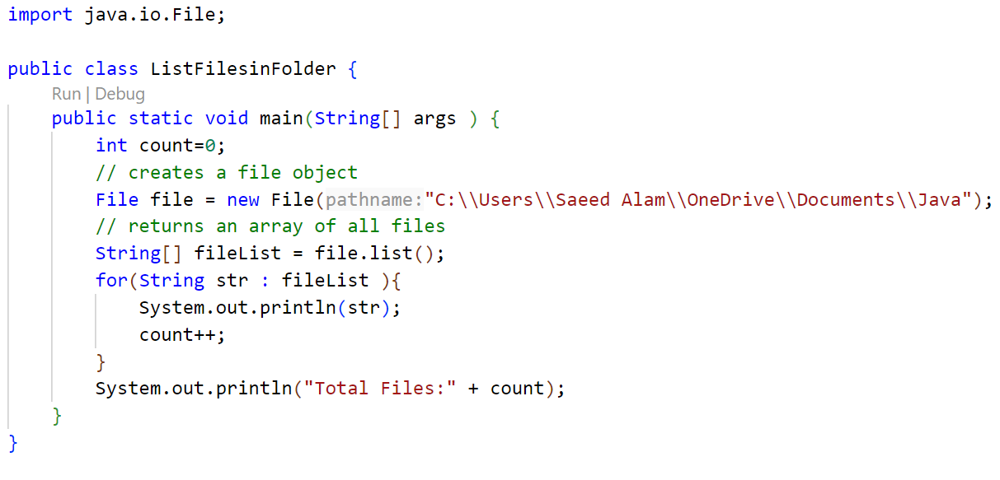 import java.io.File;
public class ListFilesinFolder {
Run | Debug
public static void main(String[] args ) {
int count=0;
// creates a file object
File file = new File(pathname:"C:\\Users\\Saeed Alam\\OneDrive\\Documents\\Java");
// returns an array of all files
String[] fileList = file.list();
for(String str : fileList ){
System.out.println(str);
count++;
}
System.out.println("Total Files:" + count);
}
}